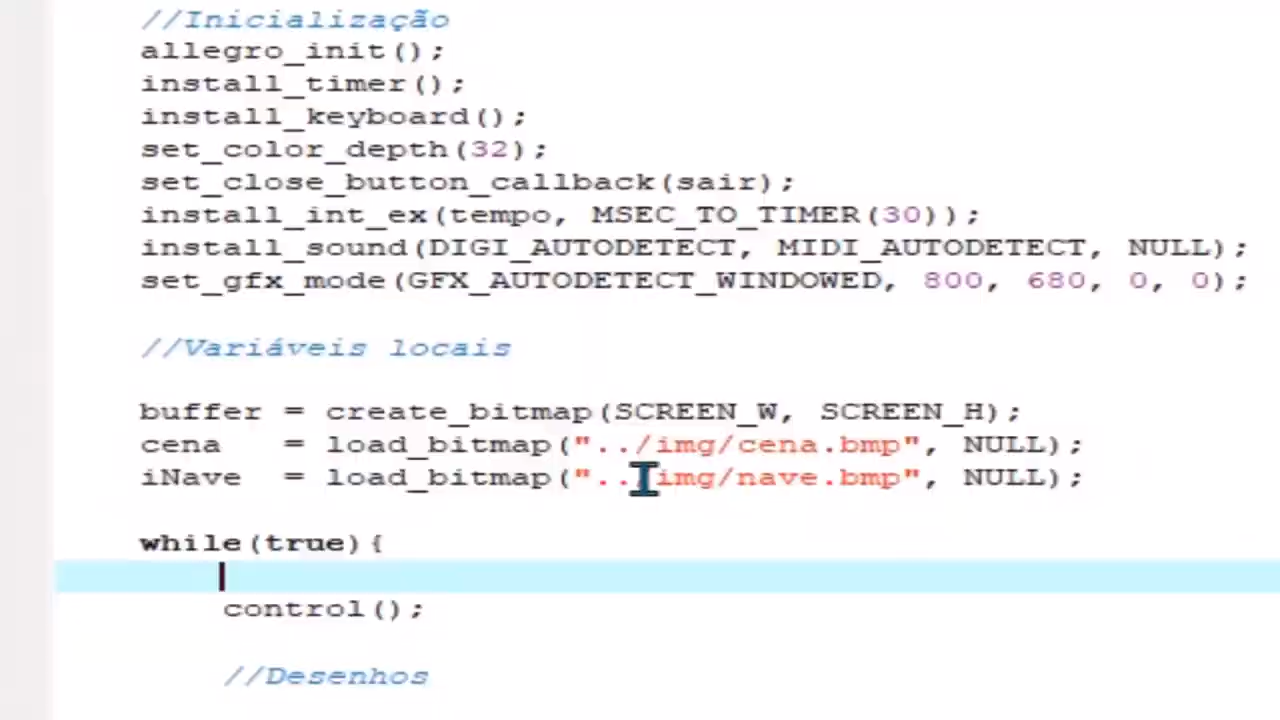 //Inicialização
allegro_init();
install_timer();
install_keyboard();
set_color_depth(32);
set_close_button_callback(sair);
install_int_ex(tempo, MSEC_TO_TIMER(30));
install_sound(DIGI_AUTODETECT, MIDI_AUTODETECT, NULL);
set_gfx_mode(GFX_AUTODETECT_WINDOWED, 800, 680, 0, 0);
//Variáveis locais
buffer = create_bitmap(SCREEN_W, SCREEN_H);
cena   = load_bitmap("../img/cena.bmp", NULL);
iNave  = load_bitmap("../img/nave.bmp", NULL);
while(true){
control();
//Desenhos